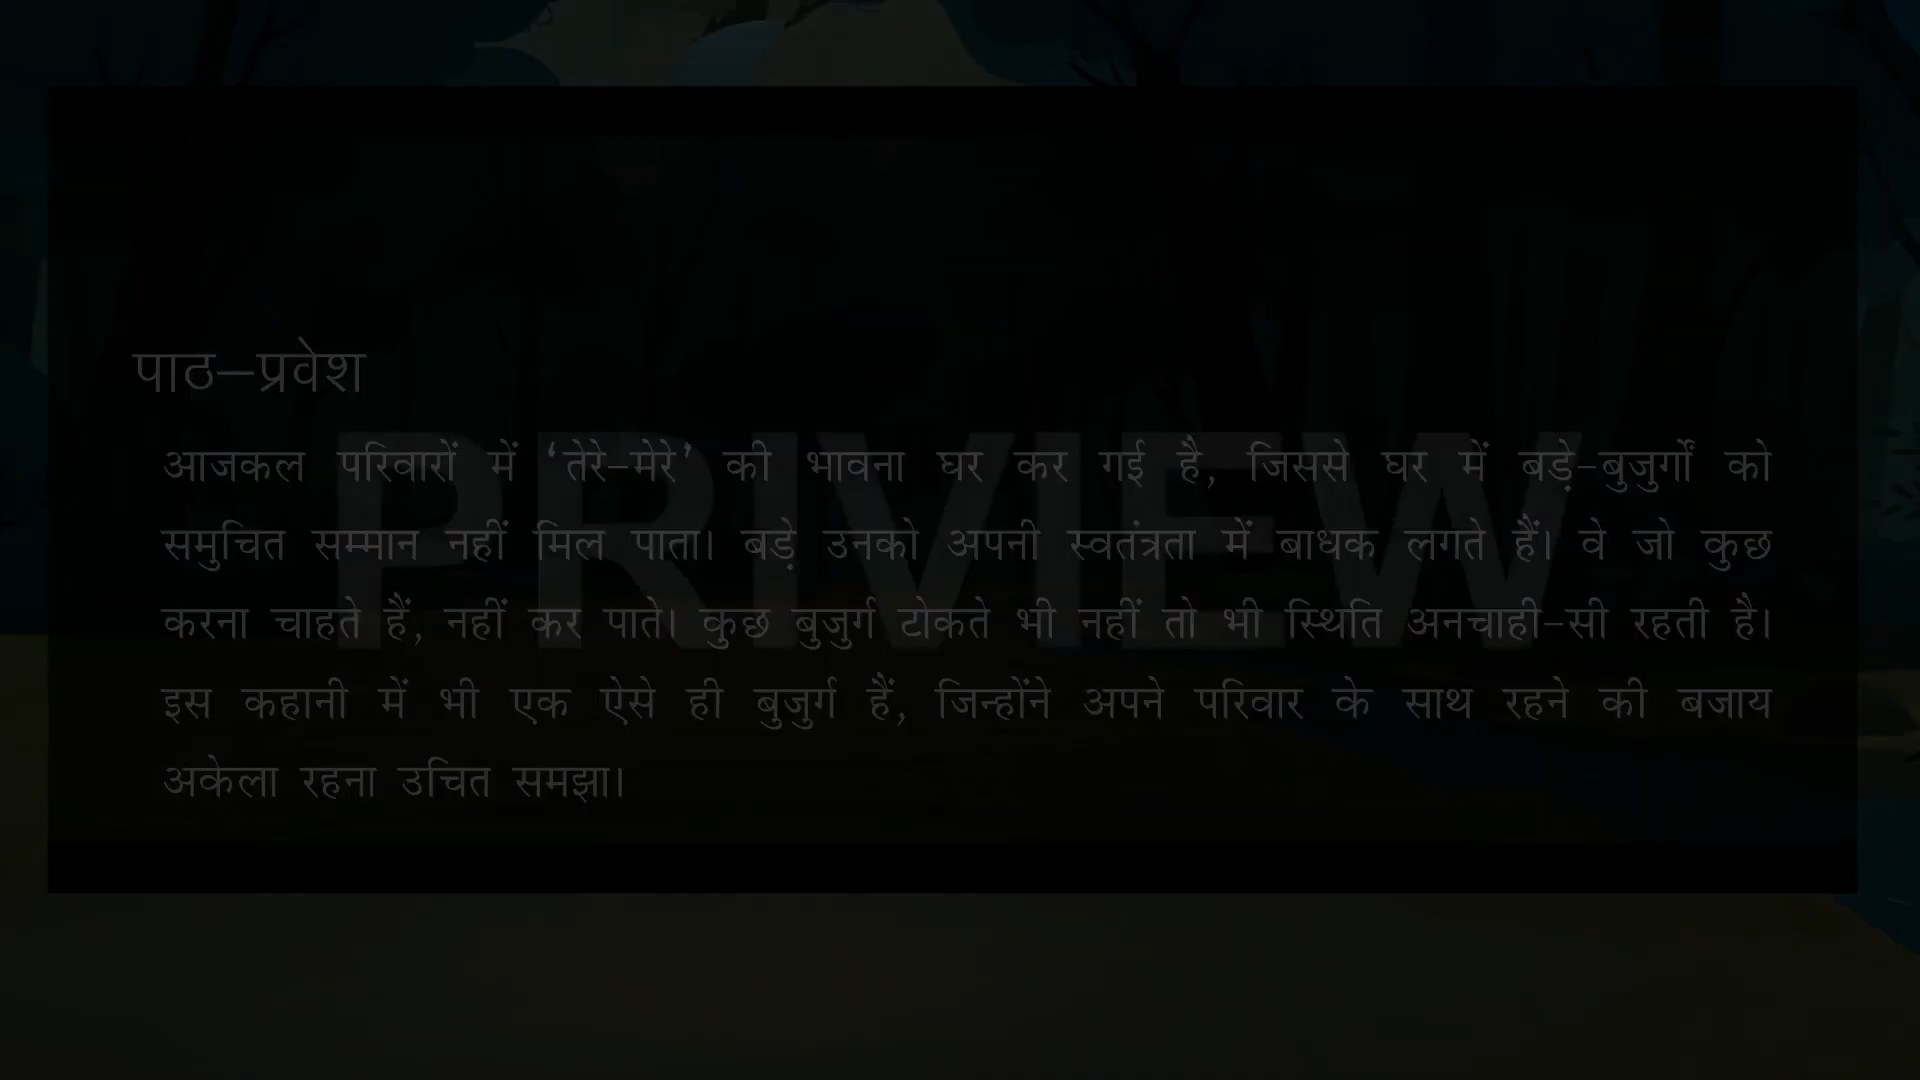 पाठ–प्रवेश
आजकल परिवारों में ‘तेरे-मेरे’ की भावना घर कर गई है, जिससे घर में बड़े-बुजुर्गों को
समुचित सम्मान नहीं मिल पाता। बड़े उनको अपनी स्वतंत्रता में बाधक लगते हैं। वे जो कुछ
करना चाहते हैं, नहीं कर पाते। कुछ बुजुर्ग टोकते भी नहीं तो भी स्थिति अनचाही-सी रहती है।
इस कहानी में भी एक ऐसे ही बुजुर्ग हैं, जिन्होंने अपने परिवार के साथ रहने की बजाय
अकेला रहना उचित समझा।
PRIVIEW